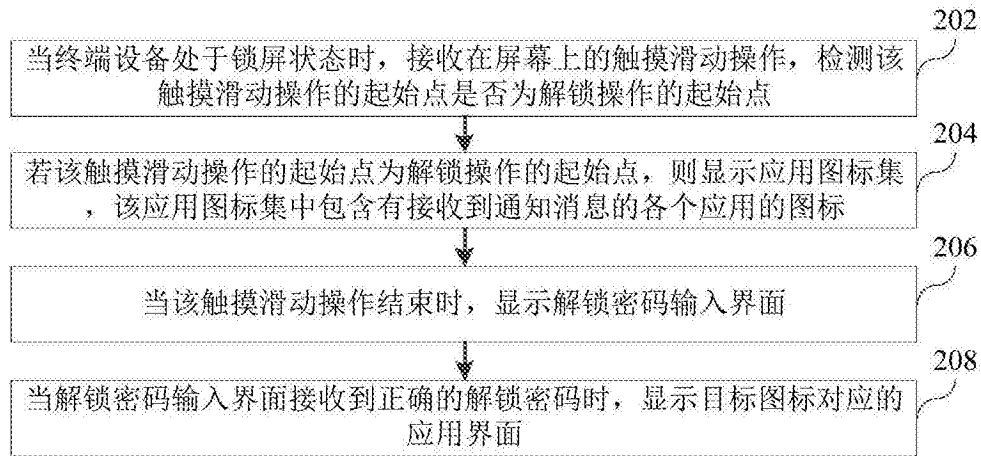 202
当终端设备处于锁屏状态时，接收在屏幕上的触摸滑动操作，检测该
触摸滑动操作的起始点是否为解锁操作的起始点
204
若该触摸滑动操作的起始点为解锁操作的起始点，则显示应用图标集
，该应用图标集中包含有接收到通知消息的各个应用的图标
206
当该触摸滑动操作结束时，显示解锁密码输入界面
208
当解锁密码输入界面接收到正确的解锁密码时，显示目标图标对应的
应用界面